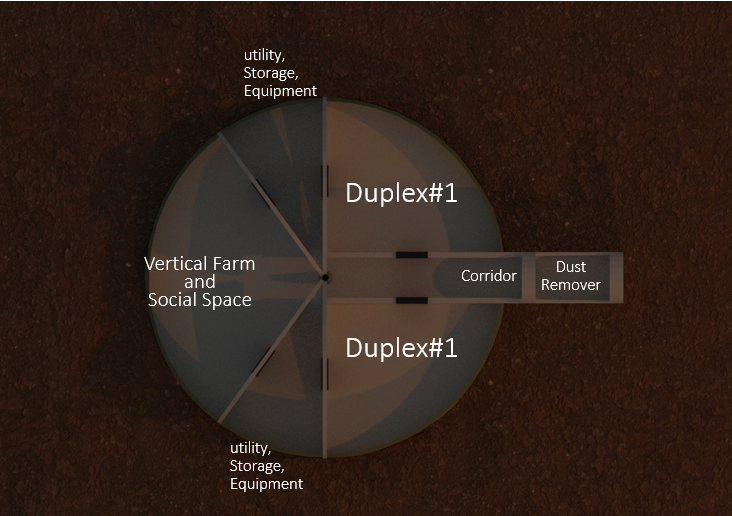 utility,
Storage,
Equipment
Duplex#1
Vertical Farm
and
Social Space
Corridor
Dust
Remover
Duplex#1
utility,
Storage,
Equipment